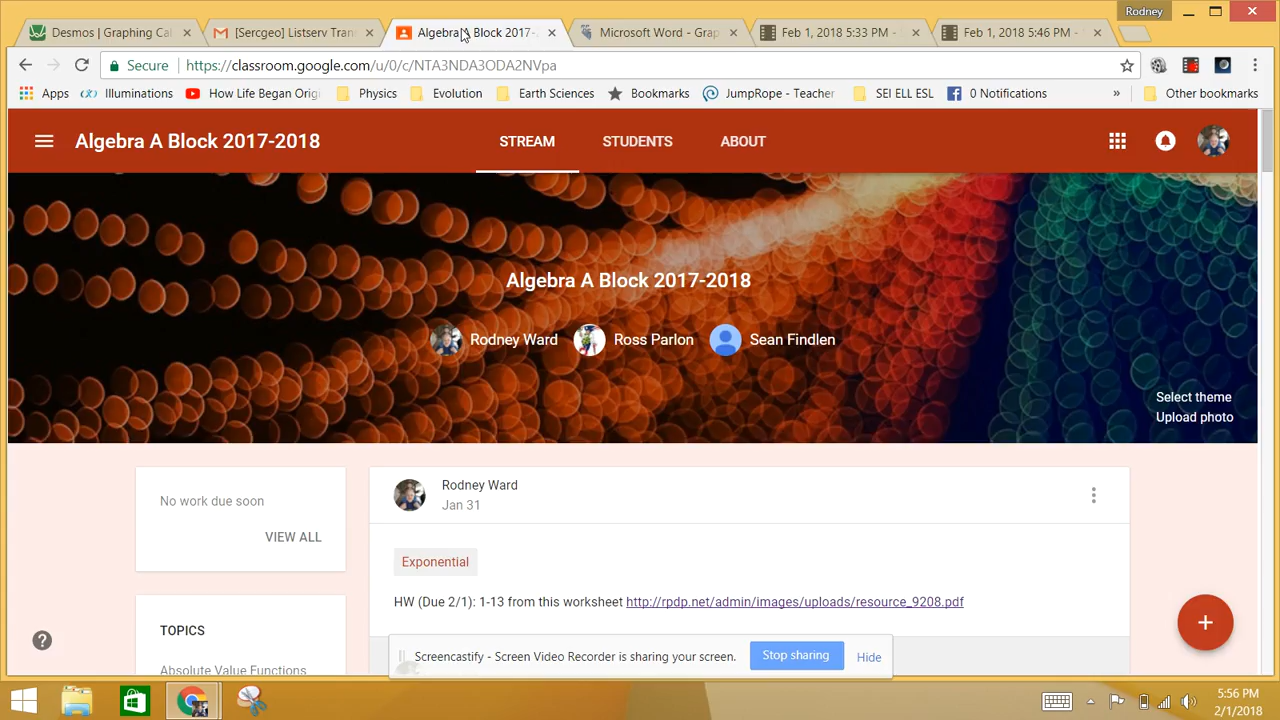 Rodney
Desmos | Graphing Cal
[Sercgeo] Listserv Tran
Algebra A Block 2017-
Microsoft Word - Grap
Feb 1, 2018 5:33 PM -
Feb 1, 2018 5:46 PM -
Secure https://classroom.google.com/u/0/c/NTA3NDA3ODA2NVpa
Apps Illuminations How Life Began Origi Physics Evolution Earth Sciences Bookmarks JumpRope - Teacher SEI ELL ESL 0 Notifications » Other bookmarks
Algebra A Block 2017-2018 STREAM STUDENTS ABOUT
Algebra A Block 2017-2018
Rodney Ward Ross Parlon Sean Findlen
Select theme
Upload photo
No work due soon
VIEW ALL
Rodney Ward
Jan 31
Exponential
HW (Due 2/1): 1-13 from this worksheet http://rpdp.net/admin/images/uploads/resource_9208.pdf
TOPICS
Absolute Value Functions
Screencastify - Screen Video Recorder is sharing your screen. Stop sharing Hide
5:56 PM
2/1/2018